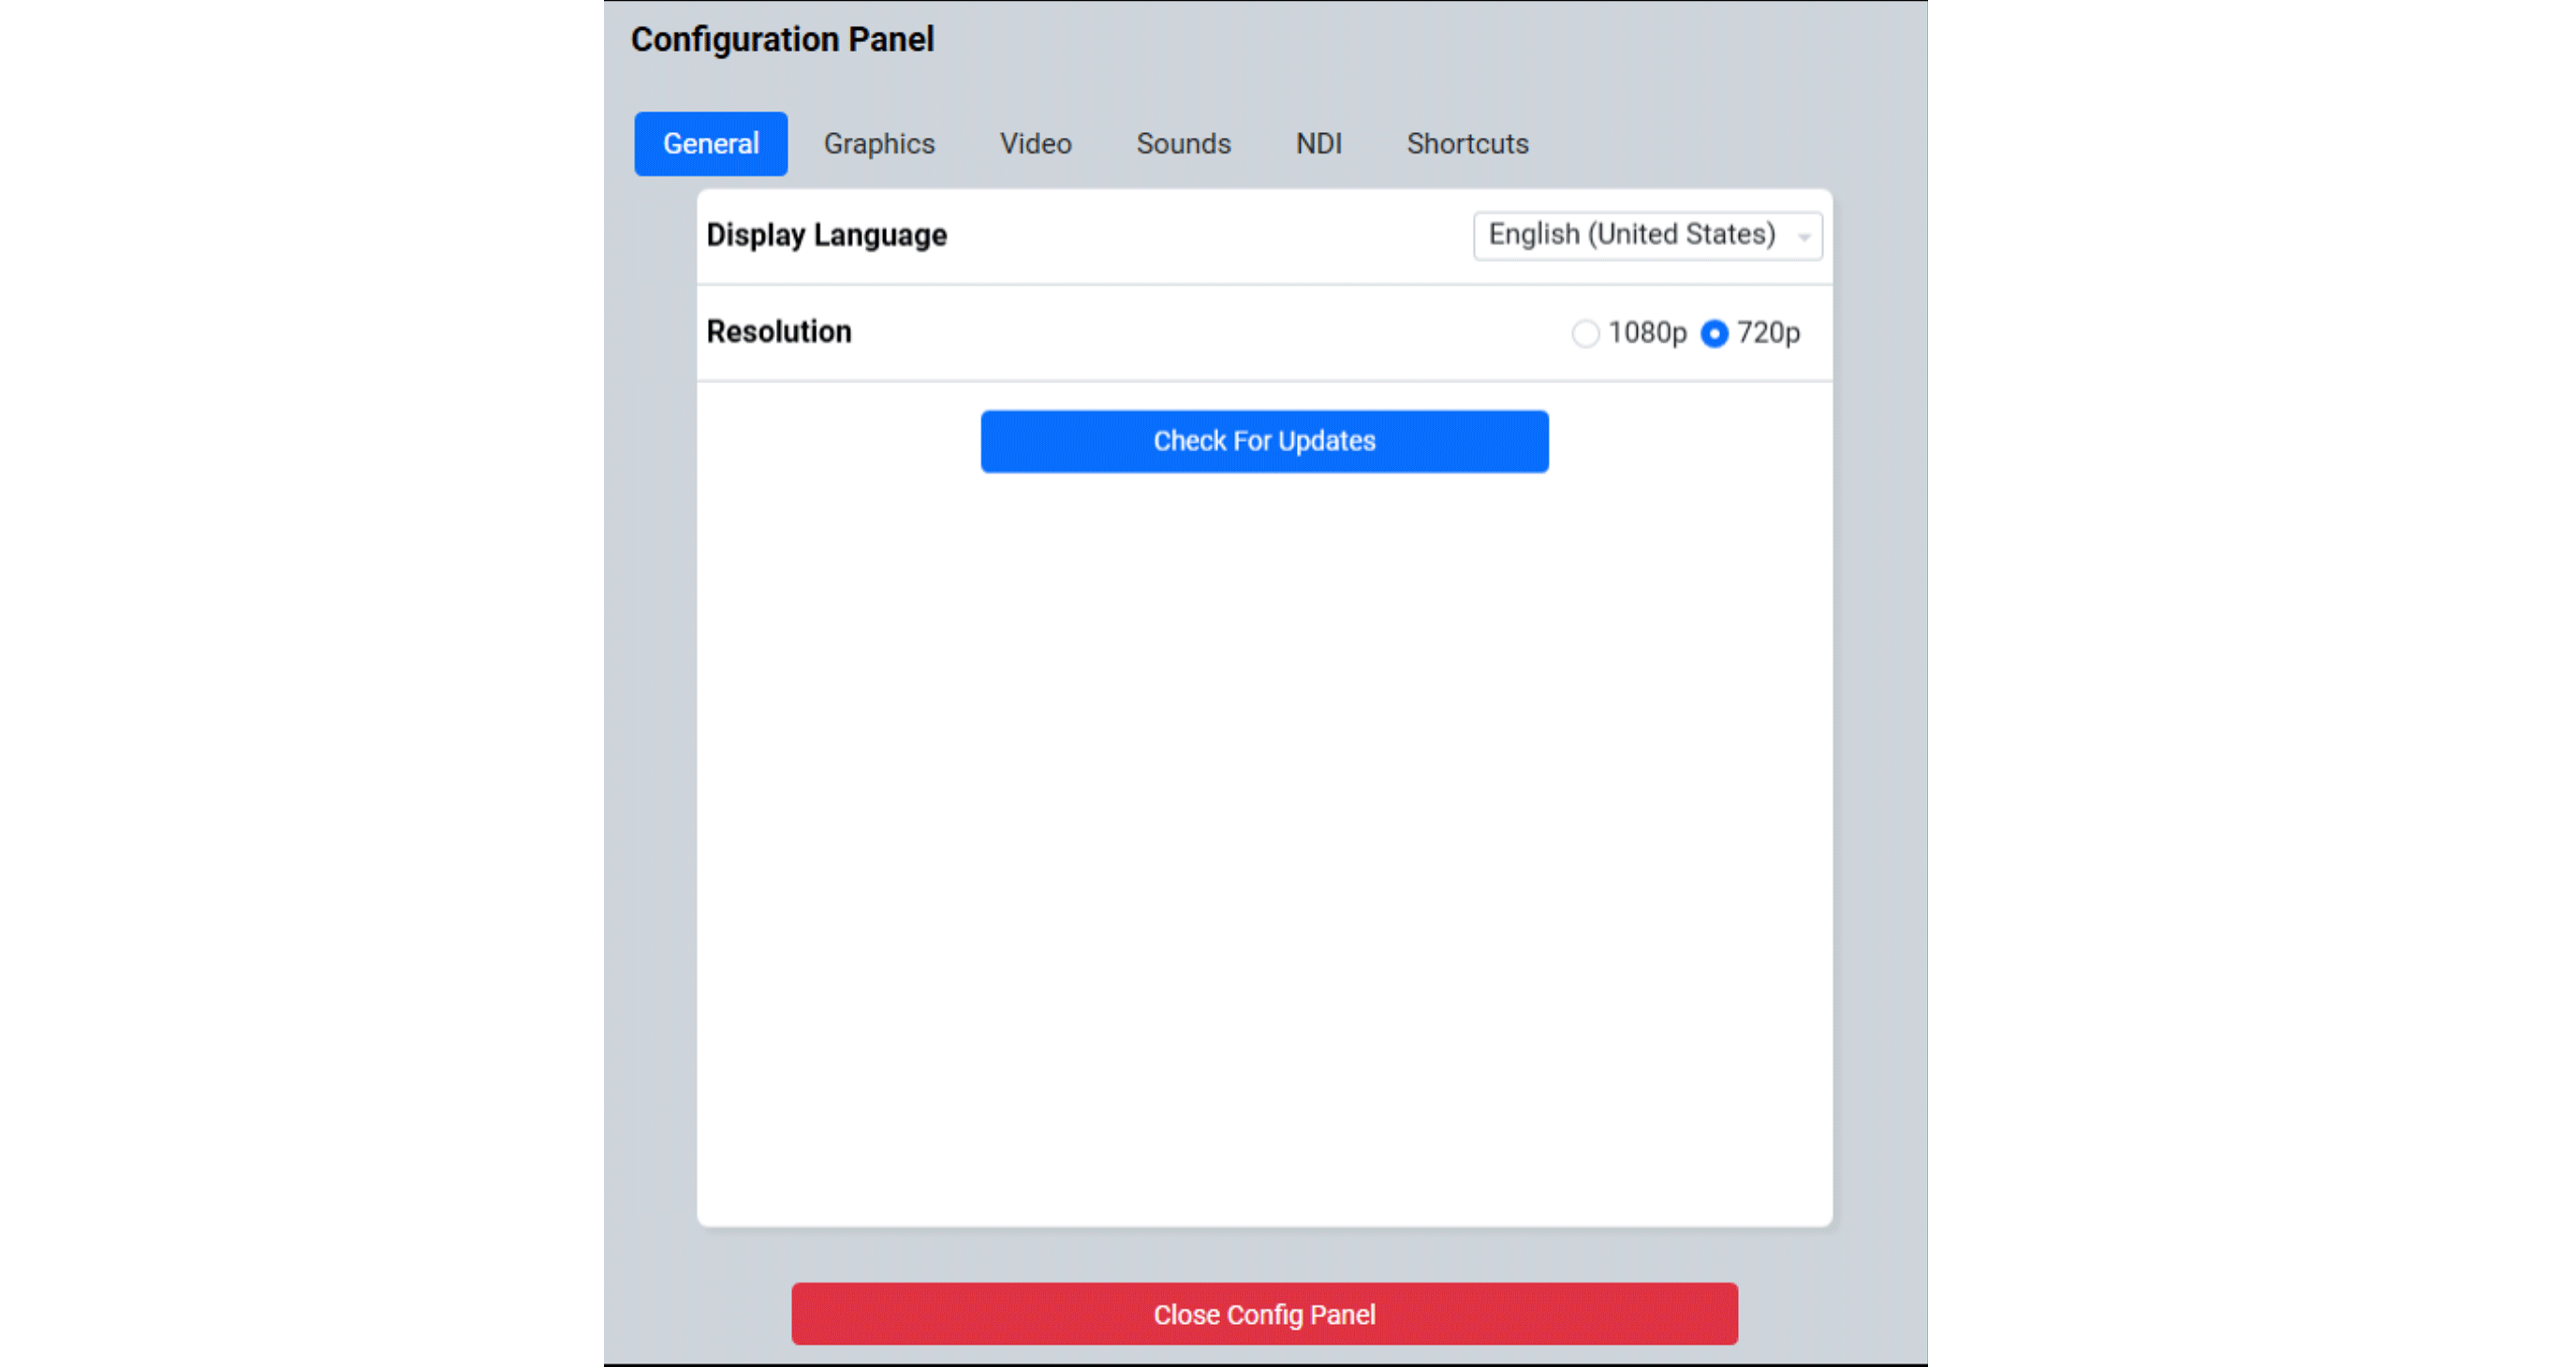 Configuration Panel
General Graphics Video Sounds NDI Shortcuts
Display Language English (United States)
Resolution 1080p 720p
Check For Updates
Close Config Panel